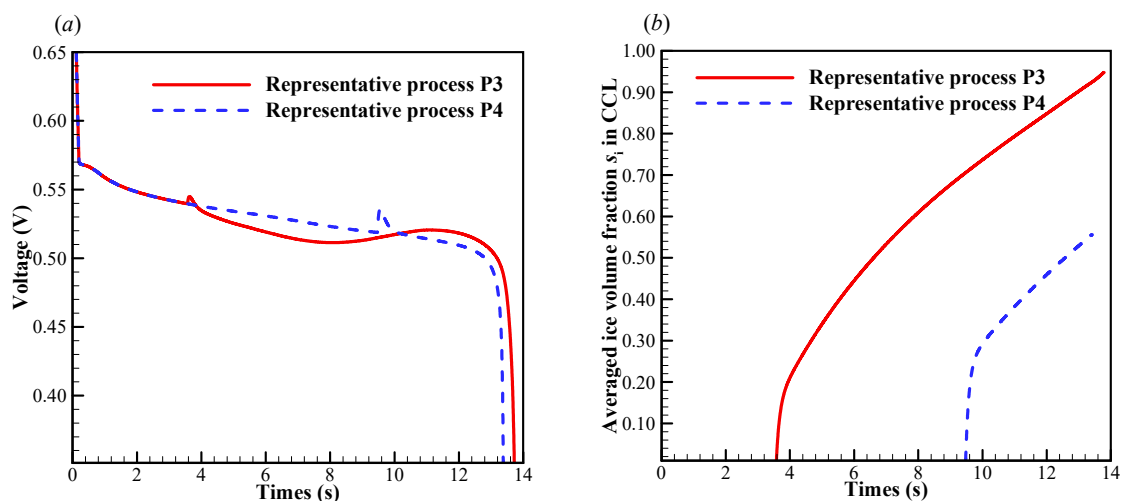 (a)
0.65
0.60
0.55
0.50
0.45
0.40
Voltage (V)
Representative process P3
Representative process P4
0 2 4 6 8 10 12 14
Times (s)
(b)
1.00
0.90
0.80
0.70
0.60
0.50
0.40
0.30
0.20
0.10
Averaged ice volume fraction si in CCL
Representative process P3
Representative process P4
0 2 4 6 8 10 12 14
Times (s)